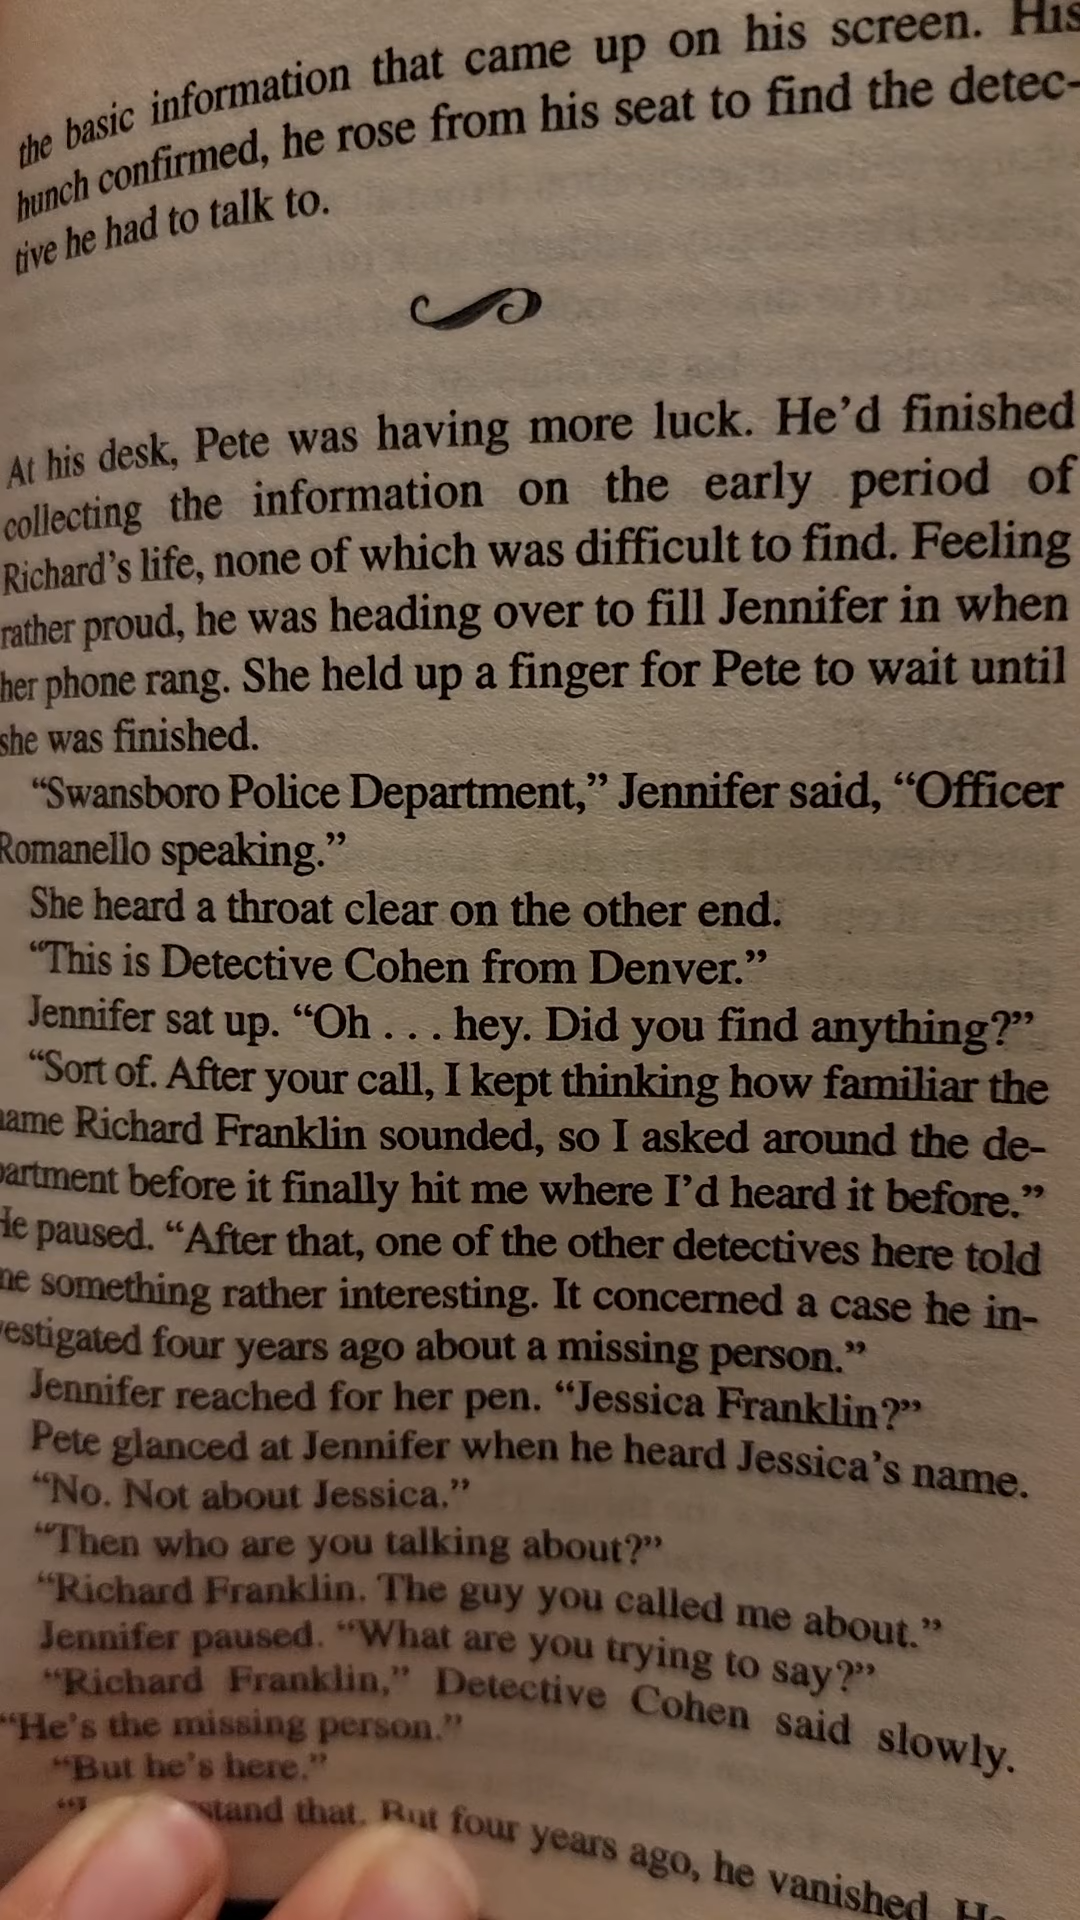 the basic information that came up on his screen. His
hunch confirmed, he rose from his seat to find the detec-
tive he had to talk to.
At his desk, Pete was having more luck. He’d finished
collecting the information on the early period of
Richard’s life, none of which was difficult to find. Feeling
rather proud, he was heading over to fill Jennifer in when
her phone rang. She held up a finger for Pete to wait until
she was finished.
“Swansboro Police Department,” Jennifer said, “Officer
Romanello speaking.”
She heard a throat clear on the other end.
“This is Detective Cohen from Denver.”
Jennifer sat up. “Oh . . . hey. Did you find anything?”
“Sort of. After your call, I kept thinking how familiar the
name Richard Franklin sounded, so I asked around the de-
partment before it finally hit me where I’d heard it before.”
He paused. “After that, one of the other detectives here told
me something rather interesting. It concerned a case he in-
vestigated four years ago about a missing person.”
Jennifer reached for her pen. “Jessica Franklin?”
Pete glanced at Jennifer when he heard Jessica’s name.
“No. Not about Jessica.”
“Then who are you talking about?”
“Richard Franklin. The guy you called me about.”
Jennifer paused. “What are you trying to say?”
“Richard Franklin,” Detective Cohen said slowly.
“He’s the missing person.”
“But he’s here.”
that. But four years ago, he vanished. He